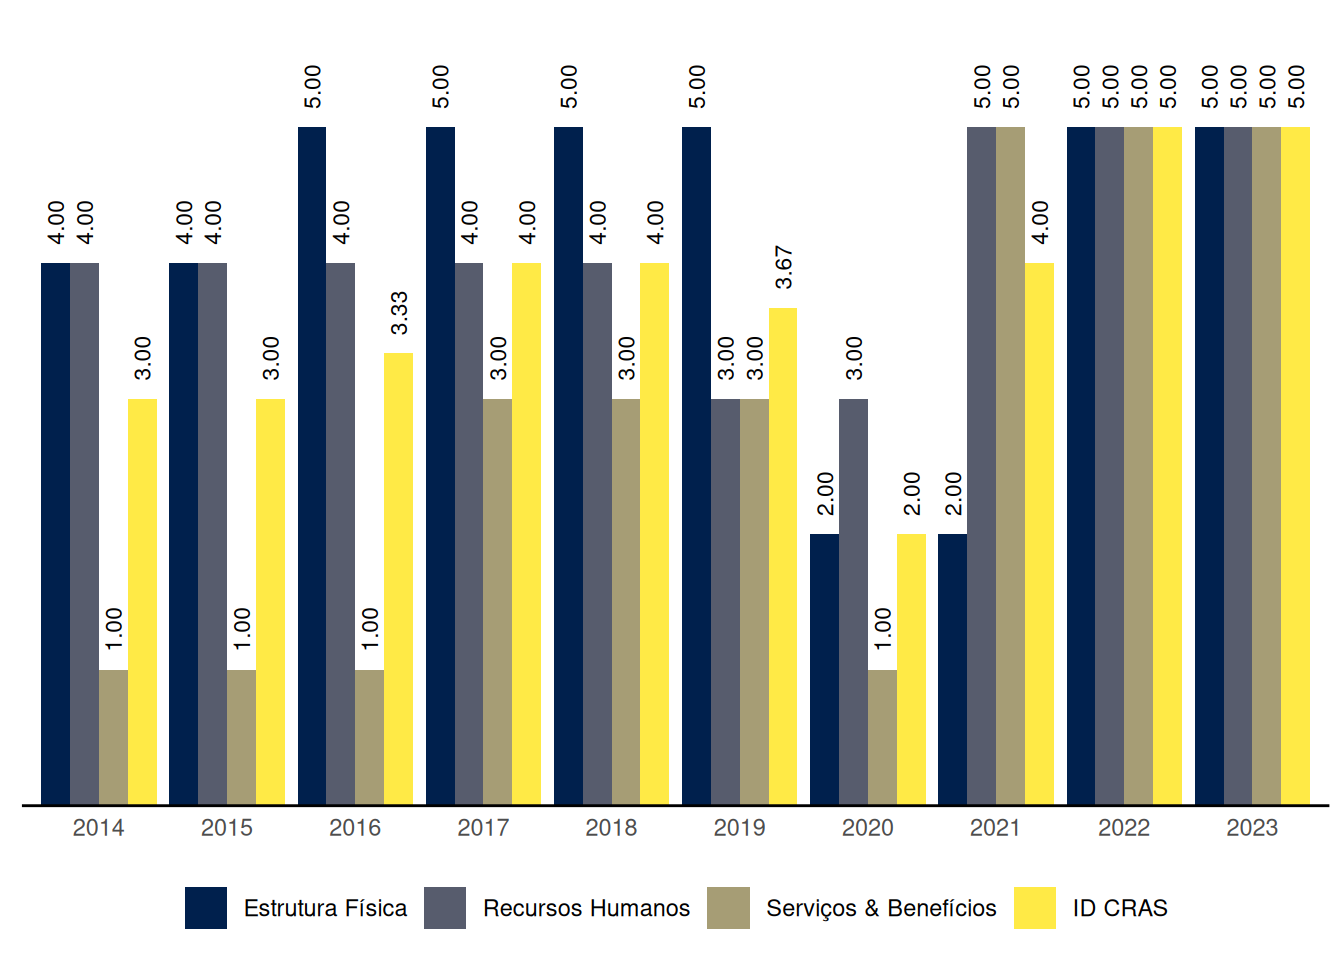 5.00 5.00 5.00 5.00 5.00 5.00 5.00 5.00 5.00 5.00 5.00 5.00 5.00 5.00
4.00 4.00 4.00 4.00 4.00 4.00 4.00 4.00 4.00 4.00
3.67
3.33
3.00 3.00 3.00 3.00 3.00 3.00 3.00
2.00 2.00 2.00
1.00 1.00 1.00 1.00
2014 2015 2016 2017 2018 2019 2020 2021 2022 2023
Estrutura Física Recursos Humanos Serviços & Benefícios ID CRAS